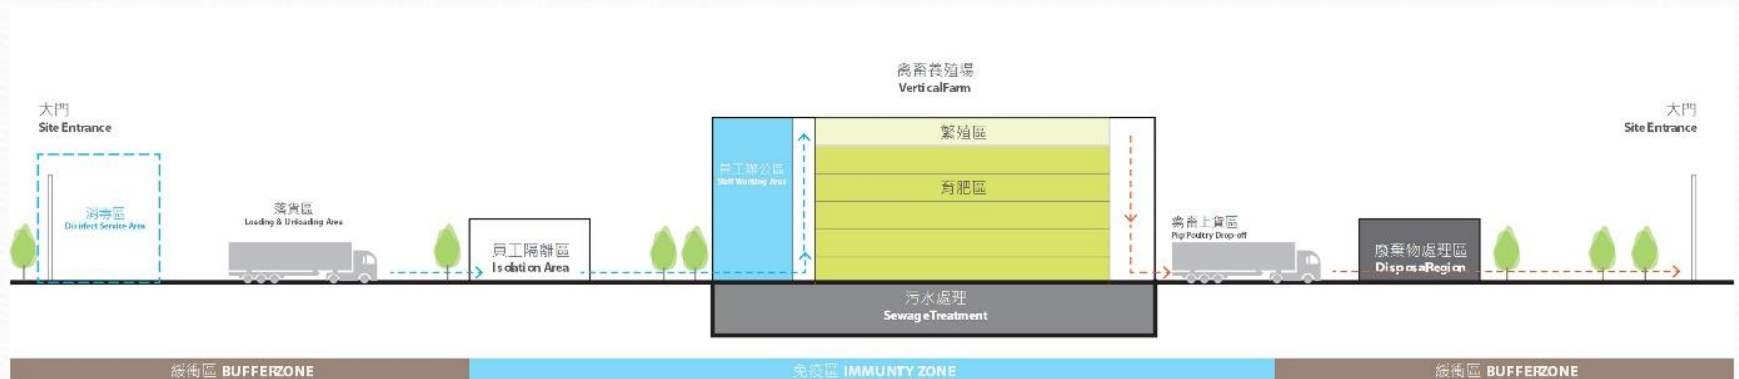 禽畜養殖場
VerticalFarm
大門
Site Entrance
大門
Site Entrance
消毒區
Disinfect Service Area
落貨區
Loading & Unloading Area
員工隔離區
Isolation Area
員工辦公區
Staff Working Area
繁殖區
育肥區
禽畜上貨區
Pig/Poultry Drop-off
廢棄物處理區
DisposaRegion
污水處理
SewageTreatment
緩衝區 BUFFERZONE
免疫區 IMMUNTY ZONE
緩衝區 BUFFERZONE